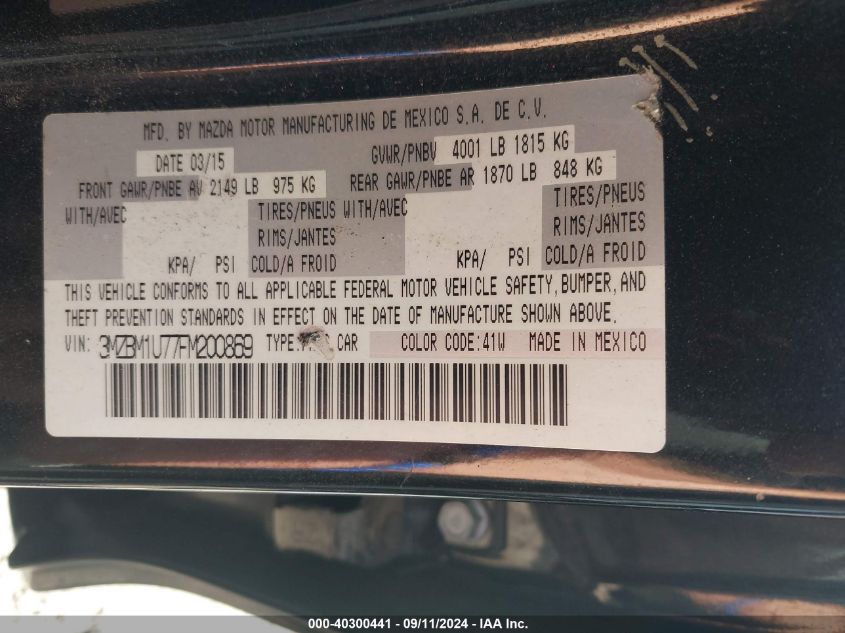 MFD. BY MAZDA MOTOR MANUFACTURING DE MEXICO S.A. DE C.V.
DATE 03/15 GVWR/PNBV 4001 LB 1815 KG
FRONT GAWR/PNBE AV 2149 LB 975 KG REAR GAWR/PNBE AR 1870 LB 848 KG
WITH/AVEC TIRES/PNEUS WITH/AVEC TIRES/PNEUS
RIMS/JANTES RIMS/JANTES
KPA/ PSI COLD/A FROID KPA/ PSI COLD/A FROID
THIS VEHICLE CONFORMS TO ALL APPLICABLE FEDERAL MOTOR VEHICLE SAFETY, BUMPER, AND
THEFT PREVENTION STANDARDS IN EFFECT ON THE DATE OF MANUFACTURE SHOWN ABOVE.
VIN: 3MZBM1U77FM200869 TYPE: CAR COLOR CODE:41W MADE IN MEXICO
000-40300441 - 09/11/2024 - IAA Inc.